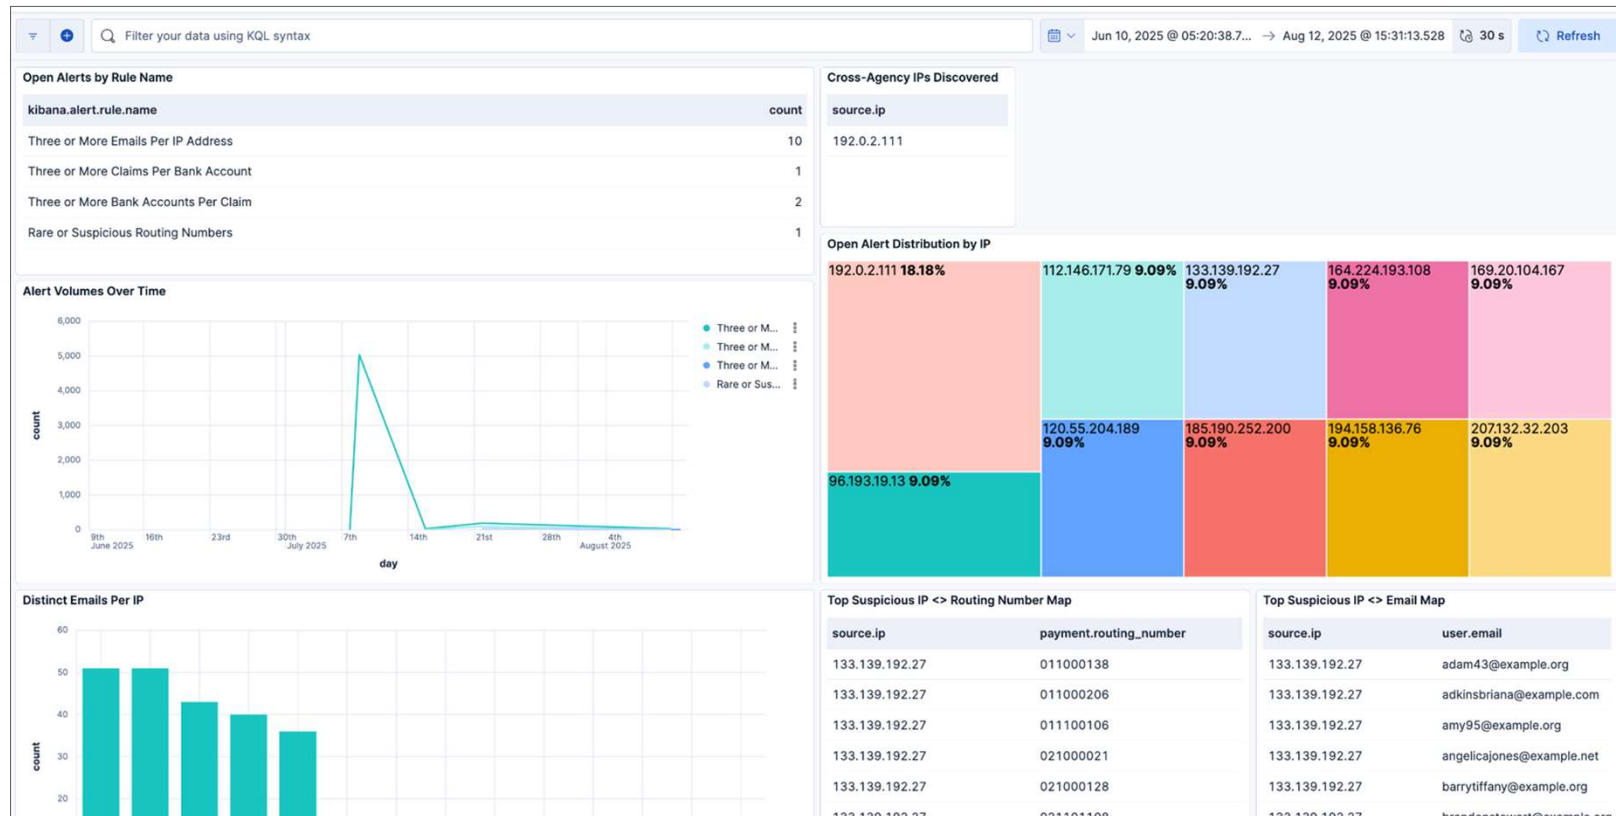 Filter your data using KQL syntax
Jun 10, 2025 @ 05:20:38.7... → Aug 12, 2025 @ 15:31:13.528
30 s
Refresh
Open Alerts by Rule Name
kibana.alert.rule.name count
Three or More Emails Per IP Address 10
Three or More Claims Per Bank Account 1
Three or More Bank Accounts Per Claim 2
Rare or Suspicious Routing Numbers 1
Cross-Agency IPs Discovered
source.ip
192.0.2.111
Alert Volumes Over Time
6,000
5,000
4,000
3,000
2,000
1,000
0
count
9th 16th 23rd 30th 7th 14th 21st 28th 4th
June 2025 July 2025 August 2025
day
Three or M...
Three or M...
Three or M...
Rare or Sus...
Open Alert Distribution by IP
192.0.2.111 18.18%
96.193.19.13 9.09%
112.146.171.79 9.09%
133.139.192.27
9.09%
164.224.193.108
9.09%
169.20.104.167
9.09%
120.55.204.189
9.09%
185.190.252.200
9.09%
194.158.136.76
9.09%
207.132.32.203
9.09%
Distinct Emails Per IP
60
50
40
30
20
count
Top Suspicious IP <> Routing Number Map
source.ip payment.routing_number
133.139.192.27 011000138
133.139.192.27 011000206
133.139.192.27 011100106
133.139.192.27 021000021
133.139.192.27 021000128
Top Suspicious IP <> Email Map
source.ip user.email
133.139.192.27 adam43@example.org
133.139.192.27 adkinsbriana@example.com
133.139.192.27 amy95@example.org
133.139.192.27 angelicajones@example.net
133.139.192.27 barrytiffany@example.org